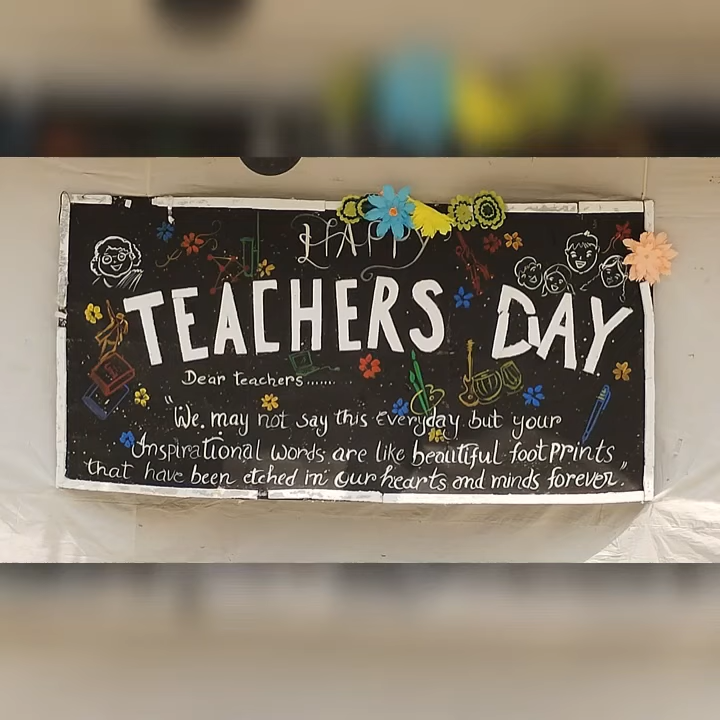 HAPPY
TEACHERS DAY
Dear teachers.......
"We may not say this everyday but your
Inspirational words are like beautiful footprints
that have been etched in our hearts and minds forever."